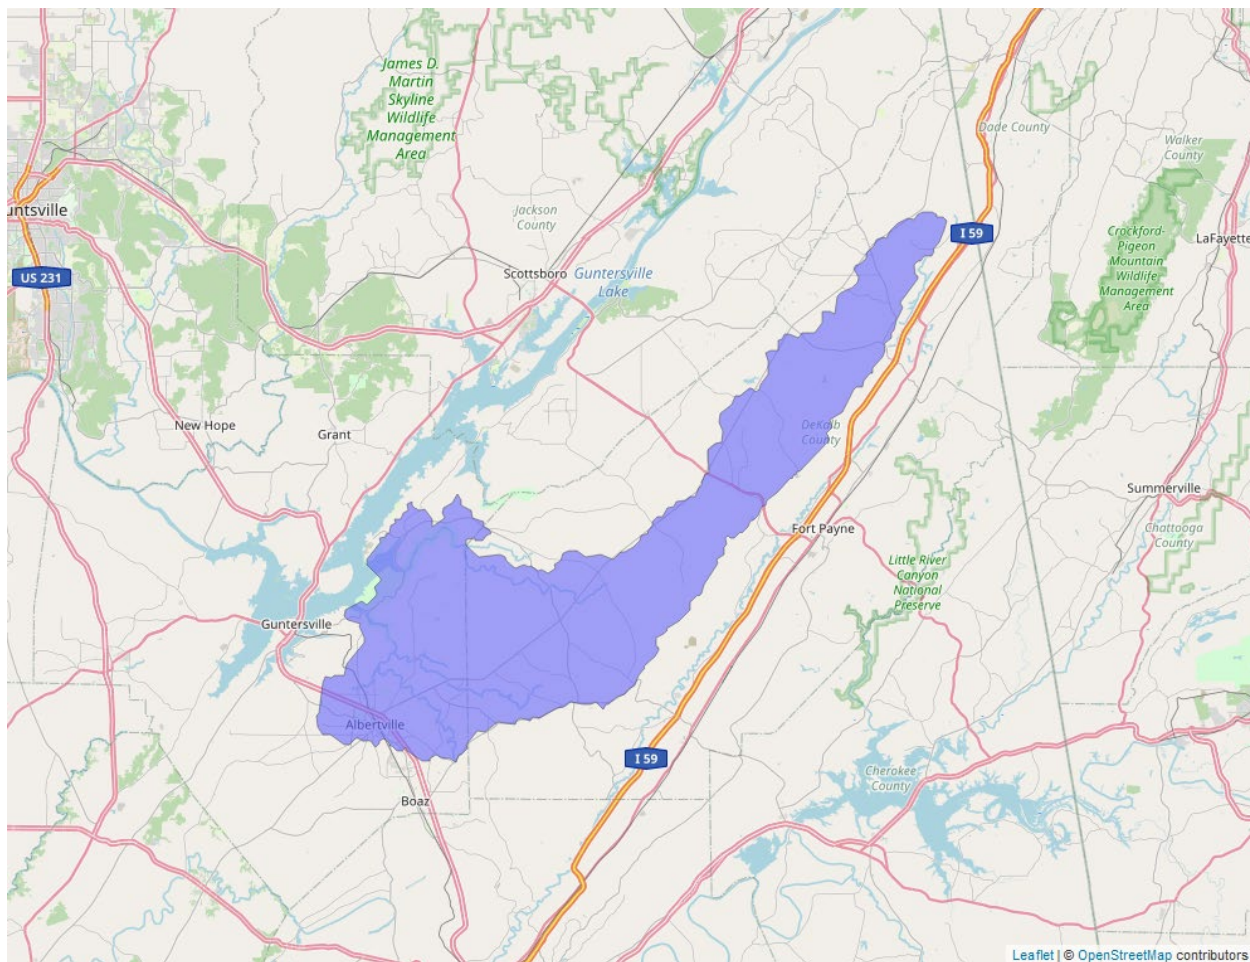 James D.
Martin
Skyline
Wildlife
Management
Area
Dade County
Walker
County
untsville
Jackson
County
I 59
Crockford-
Pigeon
Mountain
Wildlife
Management
Area
LaFayette
US 231
Scottsboro
Guntersville
Lake
New Hope
Grant
DeKalb
County
Summerville
Fort Payne
Chattooga
County
Little River
Canyon
National
Preserve
Guntersville
Albertville
I 59
Cherokee
County
Boaz
Leaflet | © OpenStreetMap contributors